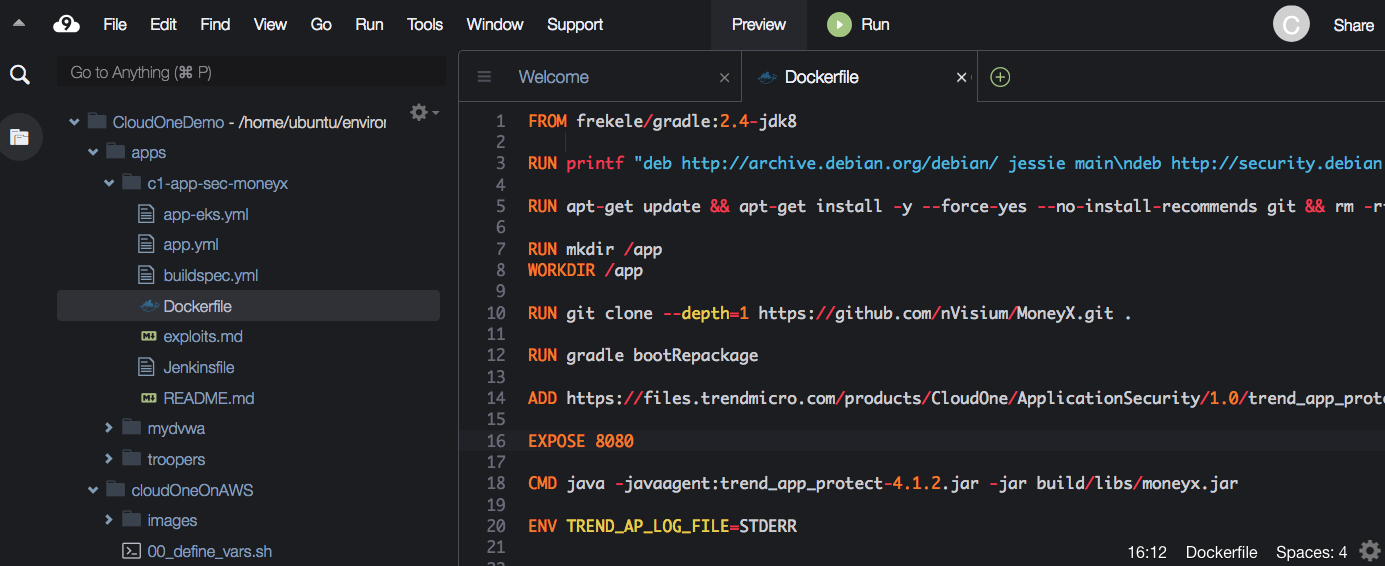 9 File Edit Find View Go Run Tools Window Support Preview Run C Share
Go to Anything (⌘ P)
Welcome × Dockerfile ×
CloudOneDemo - /home/ubuntu/enviror
apps
c1-app-sec-moneyx
app-eks.yml
app.yml
buildspec.yml
Dockerfile
exploits.md
Jenkinsfile
README.md
mydvwa
troopers
cloudOneOnAWS
images
00_define_vars.sh
1 FROM frekele/gradle:2.4-jdk8
2
3 RUN printf "deb http://archive.debian.org/debian/ jessie main\ndeb http://security.debian
4
5 RUN apt-get update && apt-get install -y --force-yes --no-install-recommends git && rm -r
6
7 RUN mkdir /app
8 WORKDIR /app
9
10 RUN git clone --depth=1 https://github.com/nVisium/MoneyX.git .
11
12 RUN gradle bootRepackage
13
14 ADD https://files.trendmicro.com/products/CloudOne/ApplicationSecurity/1.0/trend_app_prote
15
16 EXPOSE 8080
17
18 CMD java -javaagent:trend_app_protect-4.1.2.jar -jar build/libs/moneyx.jar
19
20 ENV TREND_AP_LOG_FILE=STDERR
21
16:12 Dockerfile Spaces: 4